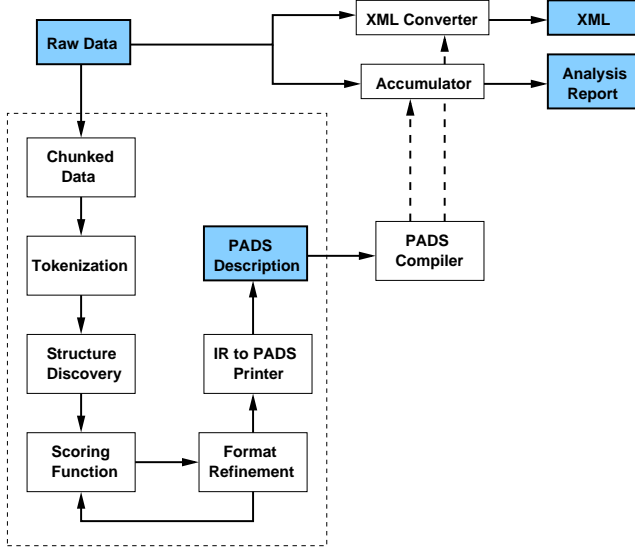 XML Converter
XML
Raw Data
Accumulator
Analysis
Report
Chunked
Data
Tokenization
PADS
Description
PADS
Compiler
Structure
Discovery
IR to PADS
Printer
Scoring
Function
Format
Refinement